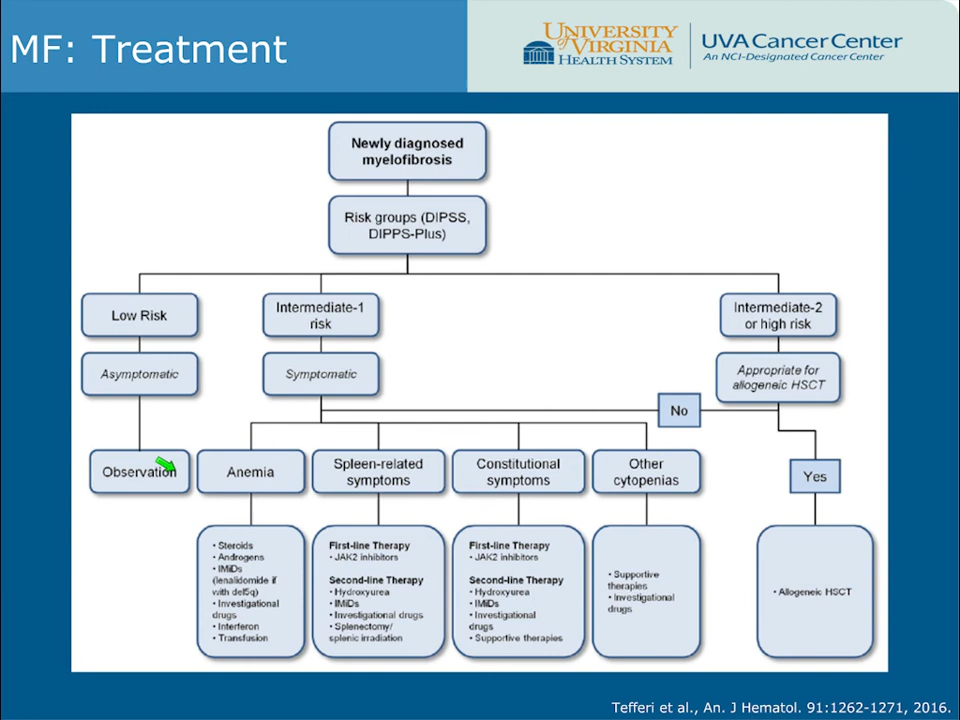 MF: Treatment
UNIVERSITY
of VIRGINIA
HEALTH SYSTEM
UVA Cancer Center
An NCI-Designated Cancer Center
Newly diagnosed
myelofibrosis
Risk groups (DIPSS,
DIPPS-Plus)
Low Risk
Intermediate-1
risk
Intermediate-2
or high risk
Asymptomatic
Symptomatic
Appropriate for
allogeneic HSCT
No
Observation
Anemia
Spleen-related
symptoms
Constitutional
symptoms
Other
cytopenias
Yes
• Steroids
• Androgens
• IMiDs
(lenalidomide if
with del5q)
• Investigational
drugs
• Interferon
• Transfusion
First-line Therapy
• JAK2 inhibitors
Second-line Therapy
• Hydroxyurea
• IMiDs
• Investigational drugs
• Splenectomy/
splenic irradiation
First-line Therapy
• JAK2 inhibitors
Second-line Therapy
• Hydroxyurea
• IMiDs
• Investigational
drugs
• Supportive therapies
• Supportive
therapies
• Investigational
drugs
• Allogeneic HSCT
Tefferi et al., An. J Hematol. 91:1262-1271, 2016.